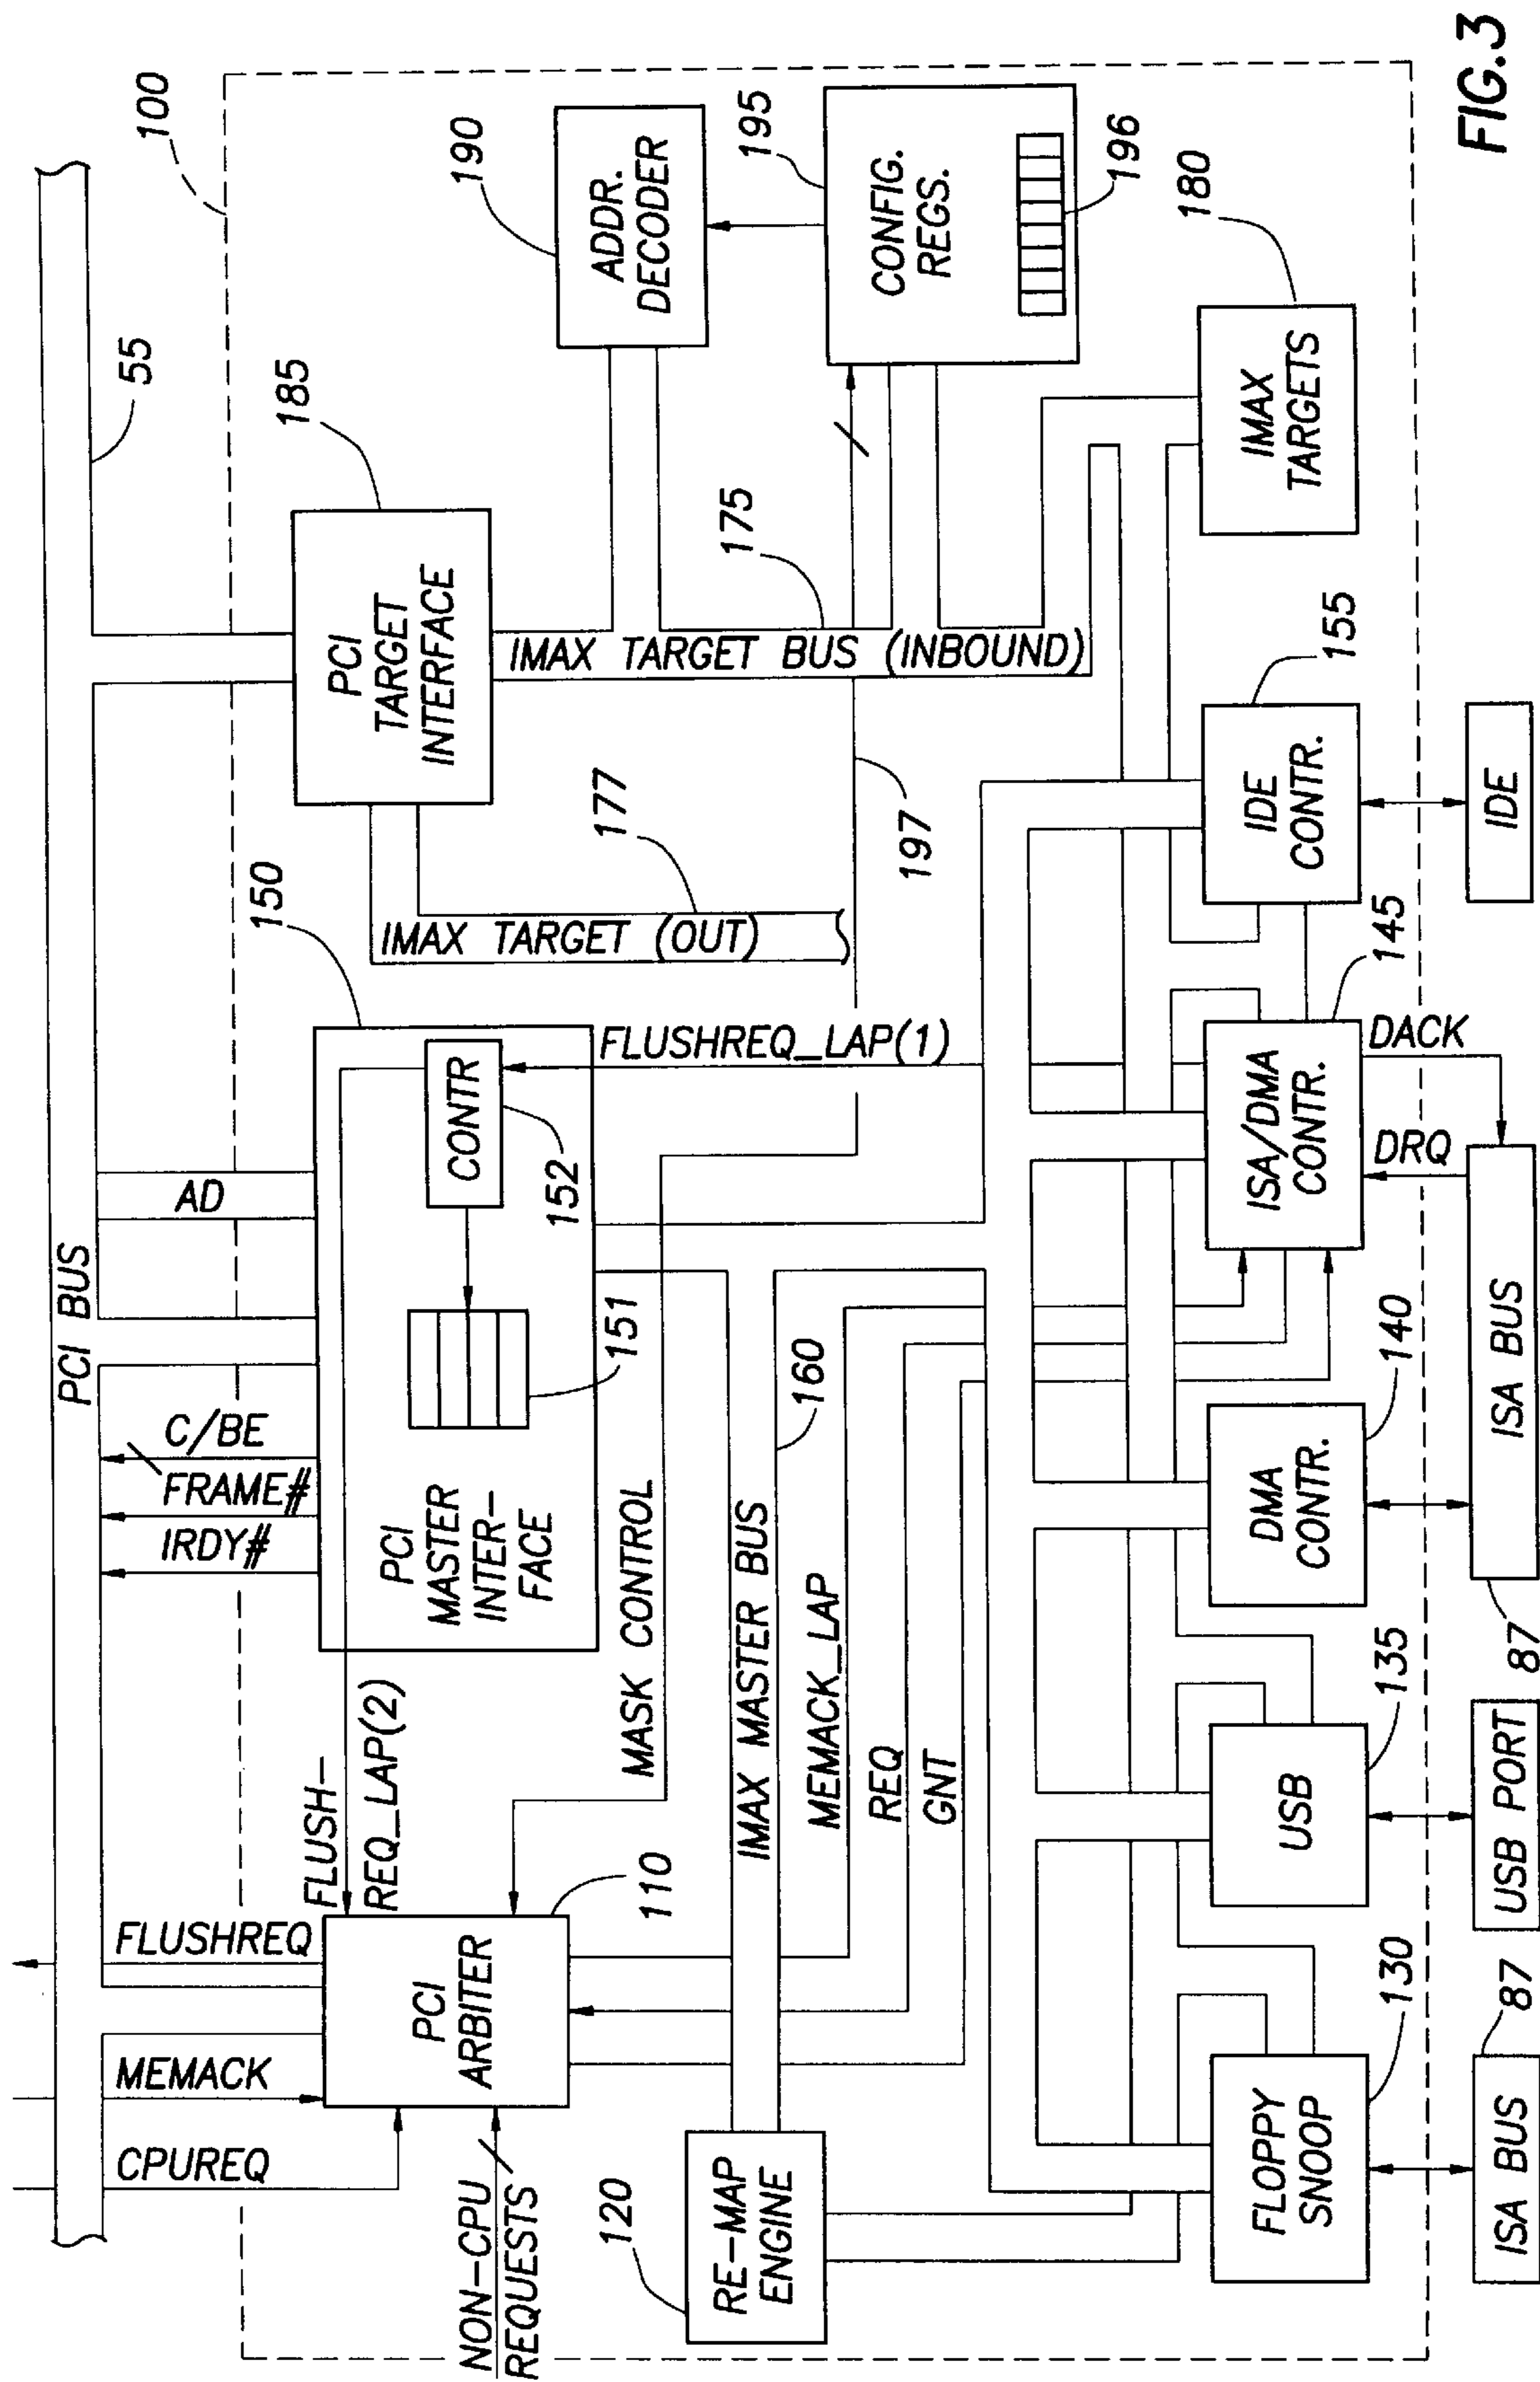 100
PCI BUS
55
CPUREQ
MEMACK
FLUSHREQ
IRDY#
FRAME#
C/BE
AD
NON-CPU
REQUESTS
PCI
ARBITER
110
FLUSH-
REQ_LAP(2)
PCI
MASTER
INTER-
FACE
151
CONTR
152
150
FLUSHREQ_LAP(1)
MASK CONTROL
IMAX TARGET (OUT)
177
PCI
TARGET
INTERFACE
185
IMAX TARGET BUS (INBOUND)
175
197
ADDR.
DECODER
190
CONFIG.
REGS.
195
196
RE-MAP
ENGINE
120
IMAX MASTER BUS
160
MEMACK_LAP
REQ
GNT
FLOPPY
SNOOP
130
USB
135
DMA
CONTR.
140
ISA/DMA
CONTR.
145
IDE
CONTR.
155
IMAX
TARGETS
180
DRQ
DACK
ISA BUS
87
USB PORT
87
ISA BUS
IDE
FIG.3